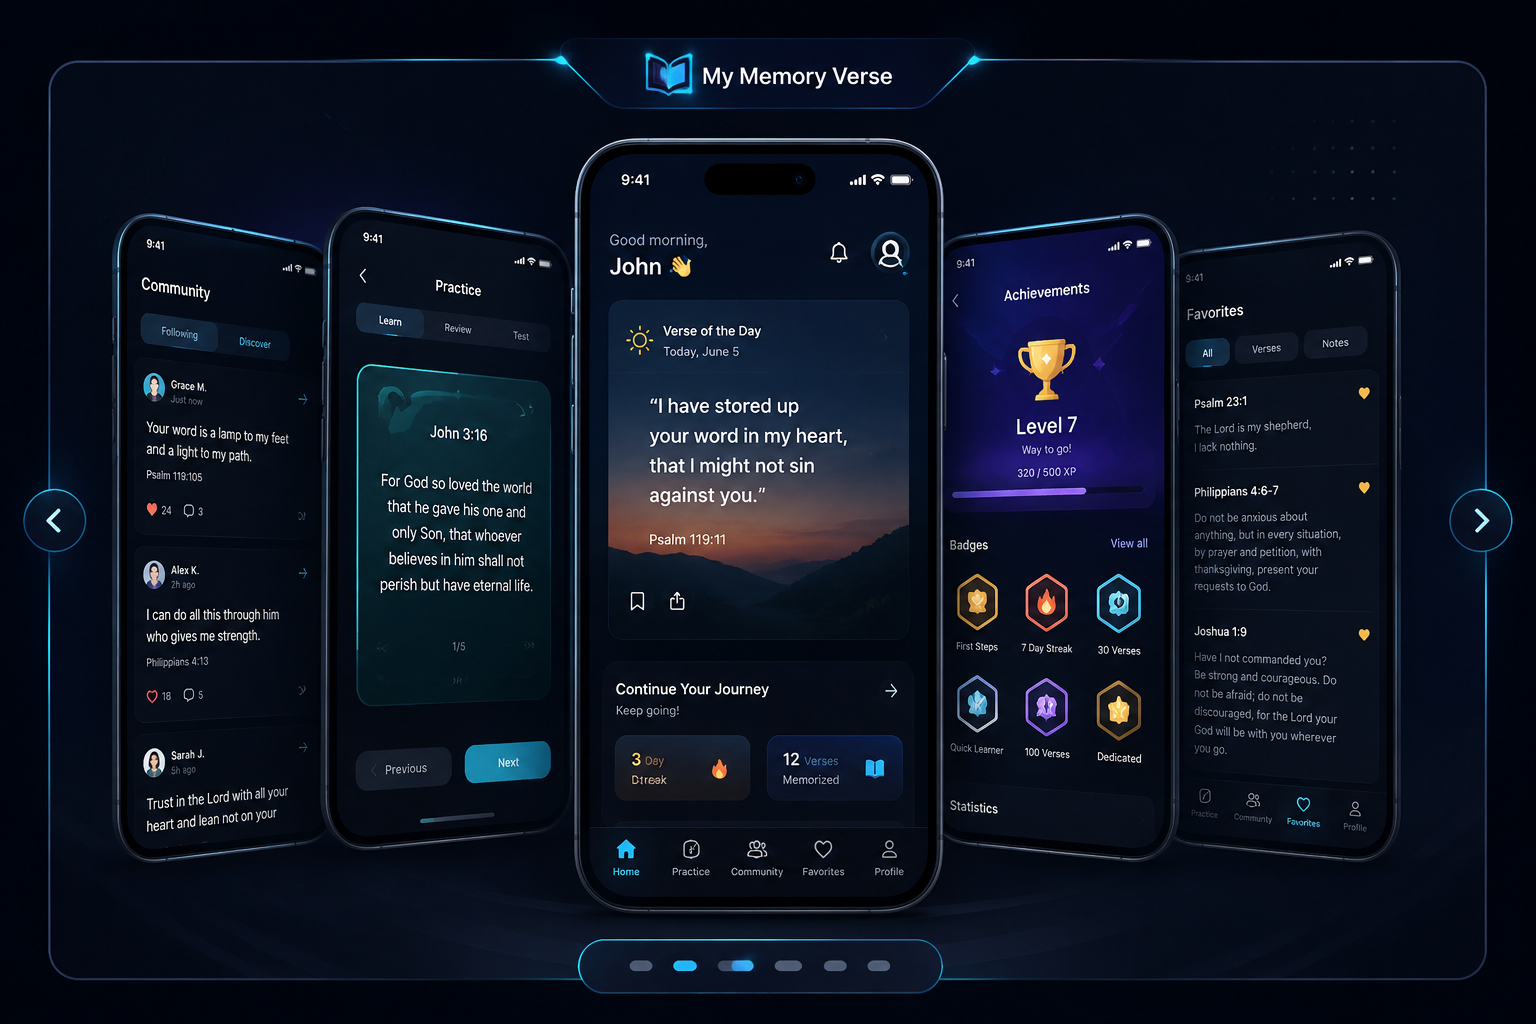 My Memory Verse
9:41
Community
Following
Discover
Grace M.
Just now
Your word is a lamp to my feet
and a light to my path.
Psalm 119:105
24
3
Alex K.
2h ago
I can do all this through him
who gives me strength.
Philippians 4:13
18
5
Sarah J.
5h ago
Trust in the Lord with all your
heart and lean not on your
9:41
Practice
Learn
Review
Test
John 3:16
For God so loved the world
that he gave his one and
only Son, that whoever
believes in him shall not
perish but have eternal life.
1/5
Previous
Next
9:41
Good morning,
John 👋
Verse of the Day
Today, June 5
“I have stored up
your word in my heart,
that I might not sin
against you.”
Psalm 119:11
Continue Your Journey
Keep going!
3 Day
Dtreak
12 Verses
Memorized
Home
Practice
Community
Favorites
Profile
9:41
Achievements
Level 7
Way to go!
320 / 500 XP
Badges
View all
First Steps
7 Day Streak
30 Verses
Quick Learner
100 Verses
Dedicated
Statistics
9:41
Favorites
All
Verses
Notes
Psalm 23:1
The Lord is my shepherd,
I lack nothing.
Philippians 4:6-7
Do not be anxious about
anything, but in every situation,
by prayer and petition, with
thanksgiving, present your
requests to God.
Joshua 1:9
Have I not commanded you?
Be strong and courageous. Do
not be afraid; do not be
discouraged, for the Lord your
God will be with you wherever
you go.
Practice
Community
Favorites
Profile